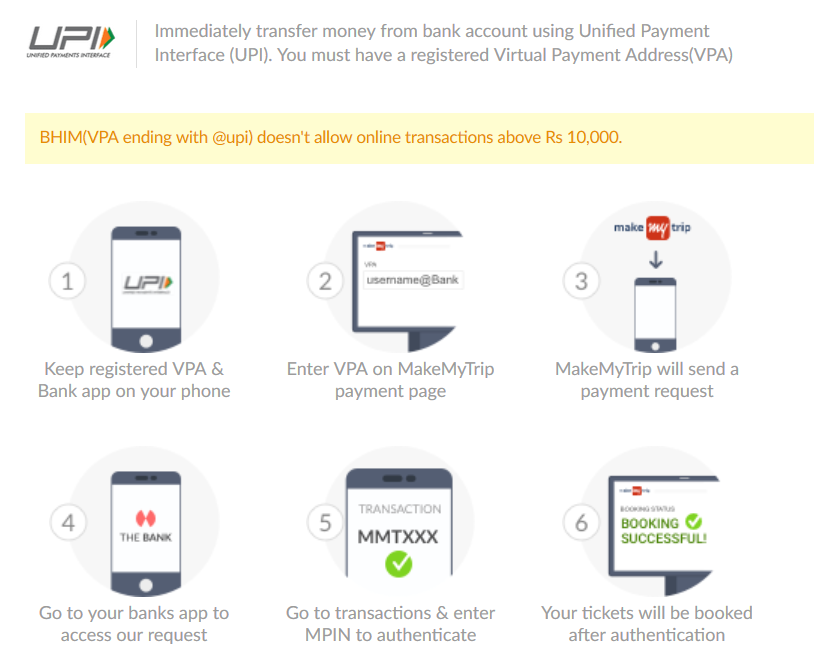 UPI
UNIFIED PAYMENTS INTERFACE
Immediately transfer money from bank account using Unified Payment
Interface (UPI). You must have a registered Virtual Payment Address(VPA)
BHIM(VPA ending with @upi) doesn't allow online transactions above Rs 10,000.
1
UPI
UNIFIED PAYMENTS INTERFACE
Keep registered VPA &
Bank app on your phone
2
make my trip
VPA
username@Bank
Enter VPA on MakeMyTrip
payment page
3
make my trip
MakeMyTrip will send a
payment request
4
THE BANK
Go to your banks app to
access our request
5
TRANSACTION
MMTXXX
Go to transactions & enter
MPIN to authenticate
6
make my trip
BOOKING STATUS
BOOKING
SUCCESSFUL!
Your tickets will be booked
after authentication